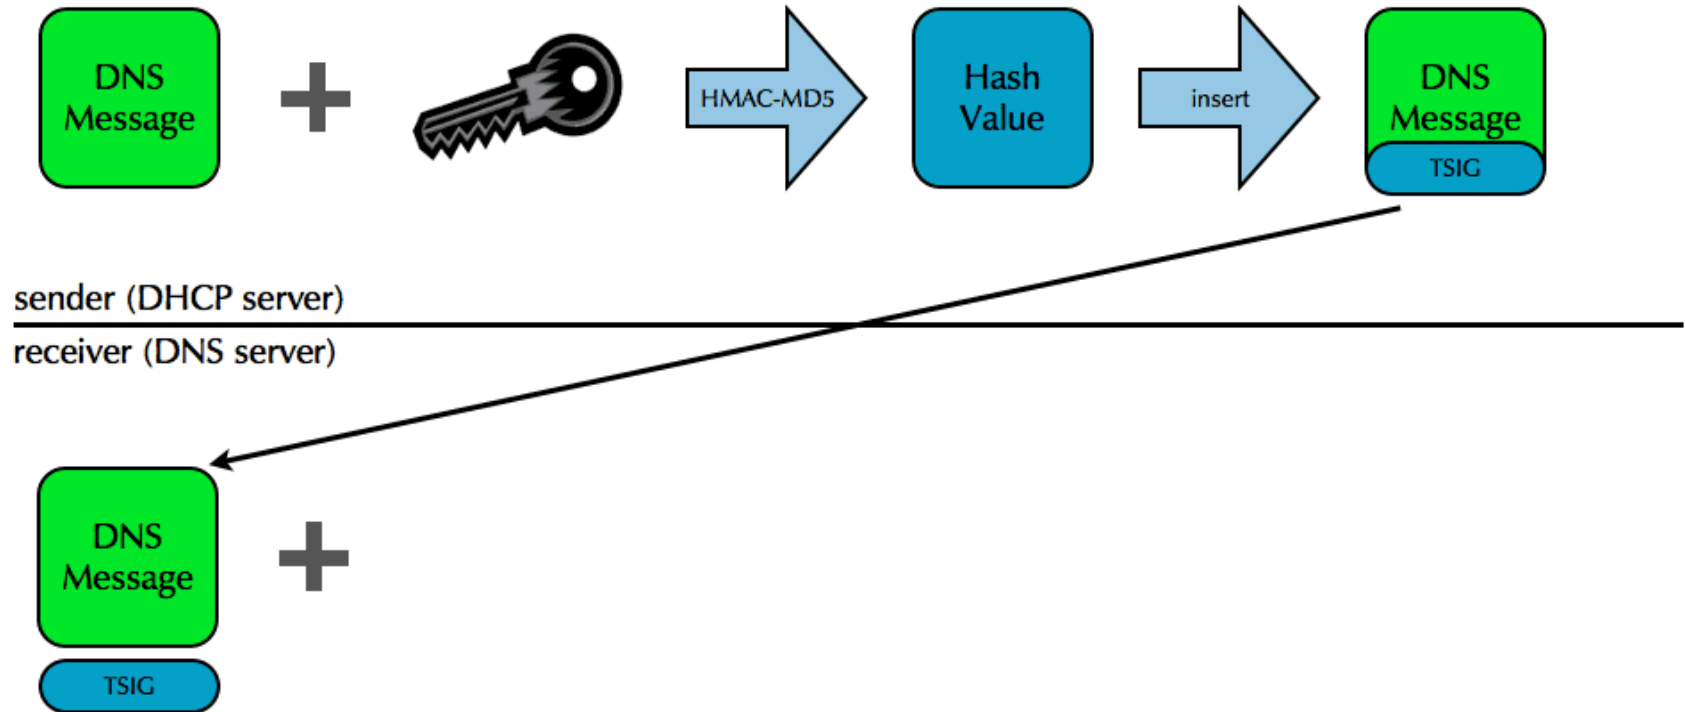 DNS
Message
HMAC-MD5
Hash
Value
insert
DNS
Message
TSIG
sender (DHCP server)
receiver (DNS server)
DNS
Message
TSIG